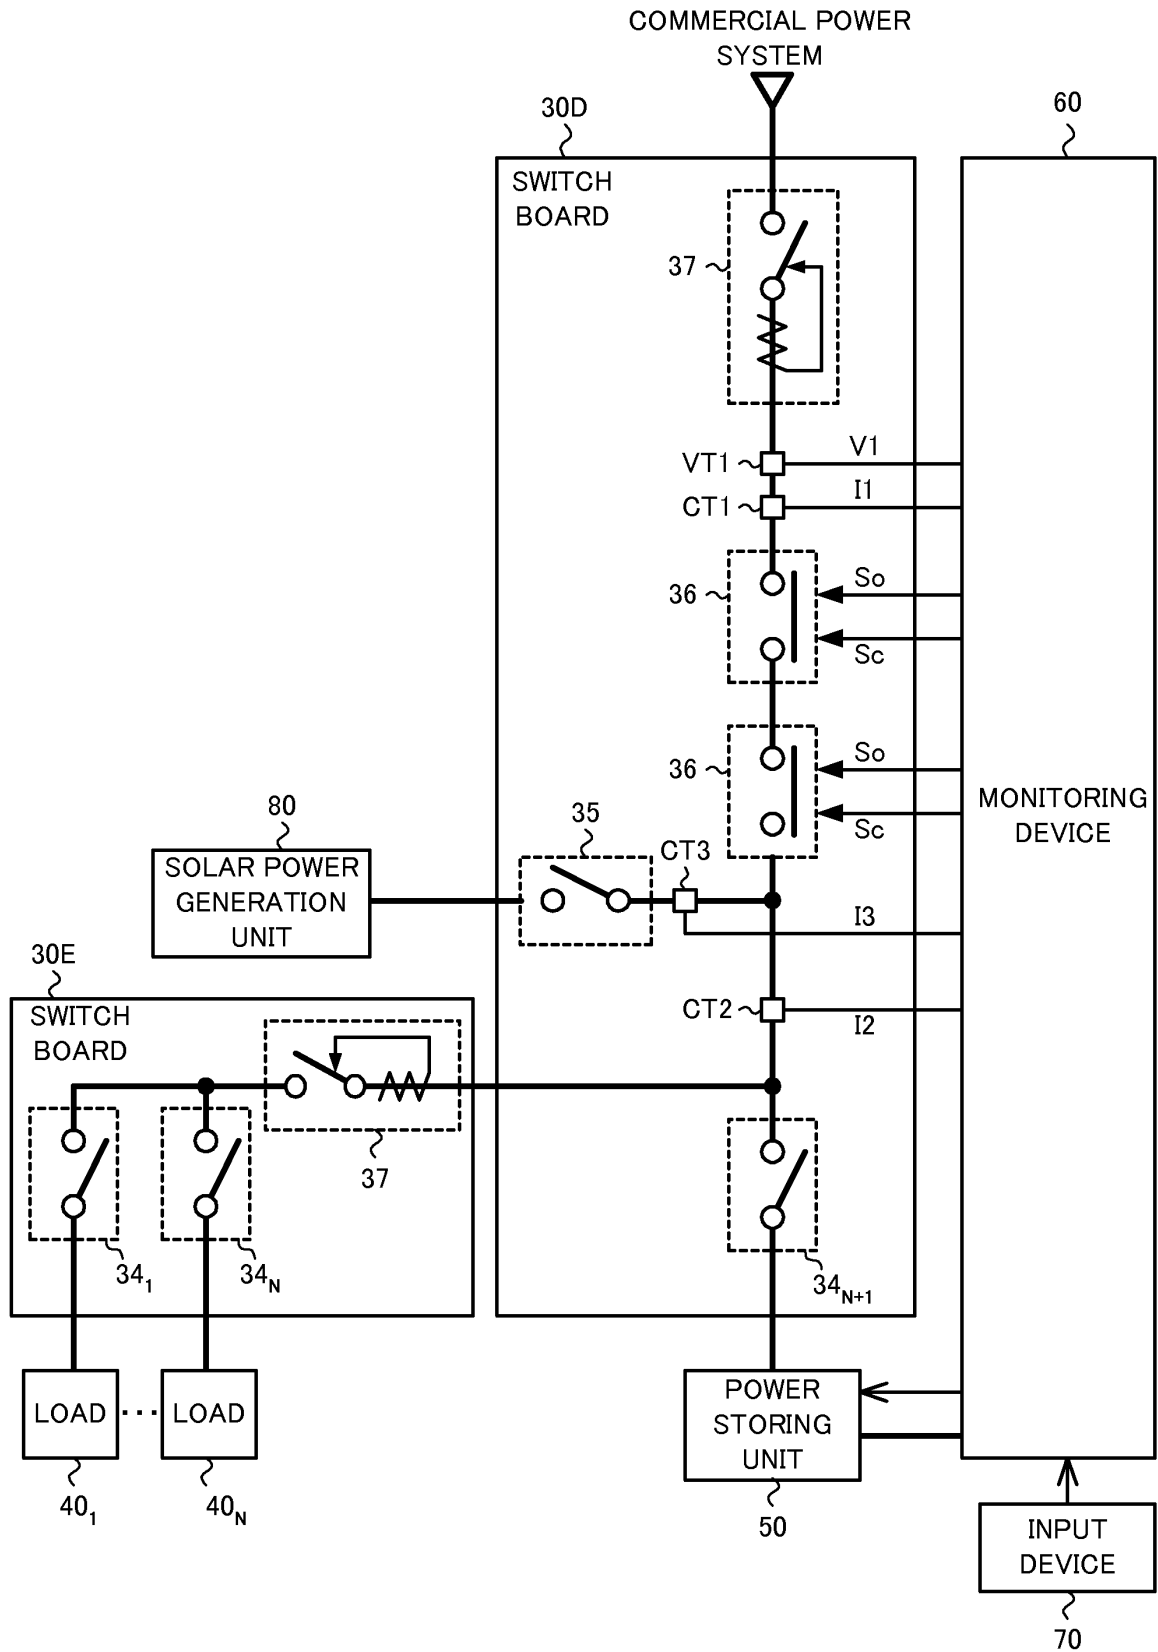 COMMERCIAL POWER
SYSTEM
30D
60
SWITCH
BOARD
37
VT1
V1
CT1
I1
36
So
Sc
36
So
Sc
MONITORING
DEVICE
80
35
CT3
SOLAR POWER
GENERATION
UNIT
I3
30E
SWITCH
BOARD
CT2
I2
37
34₁
34N
34N+1
LOAD
...
LOAD
POWER
STORING
UNIT
40₁
40N
50
INPUT
DEVICE
70